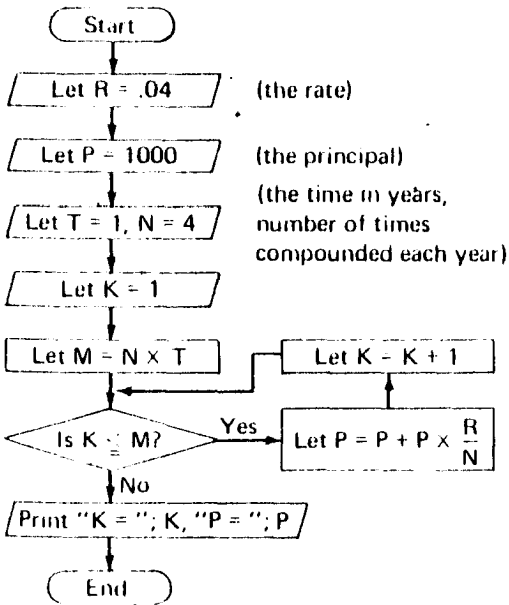 Start
Let R = .04 (the rate)
Let P = 1000 (the principal)
(the time in years,
Let T = 1, N = 4 number of times
compounded each year)
Let K = 1
Let M = N × T Let K = K + 1
Is K ≤ M? Yes Let P = P + P × R/N
No
Print "K = "; K, "P = "; P
End